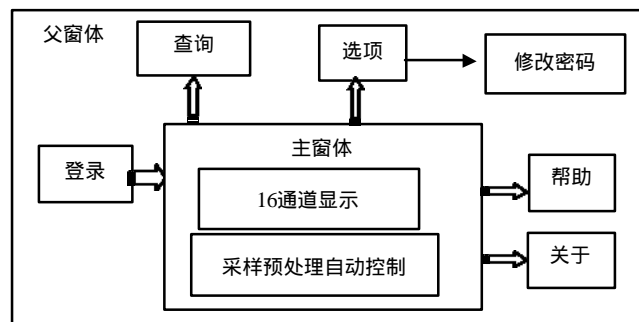 父窗体
查询
选项
修改密码
登录
主窗体
16通道显示
采样预处理自动控制
帮助
关于